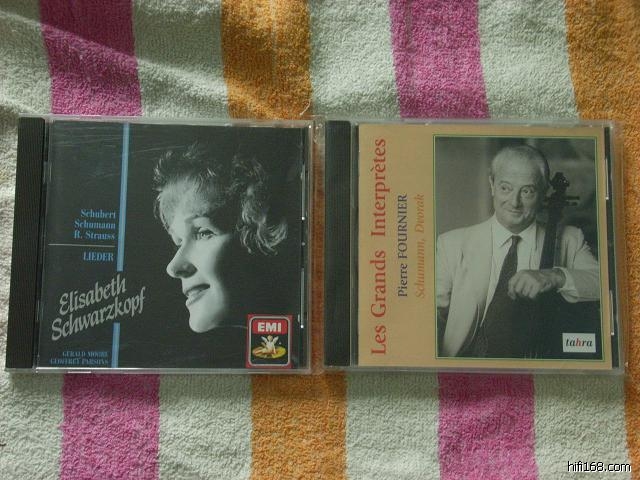 Schubert
Schumann
R. Strauss
LIEDER
Elisabeth
Schwarzkopf
GERALD MOORE
GEOFFREY PARSONS
EMI
Les Grands Interprètes
Pierre FOURNIER
Schumann, Dvorak
tahra
hifi168.com